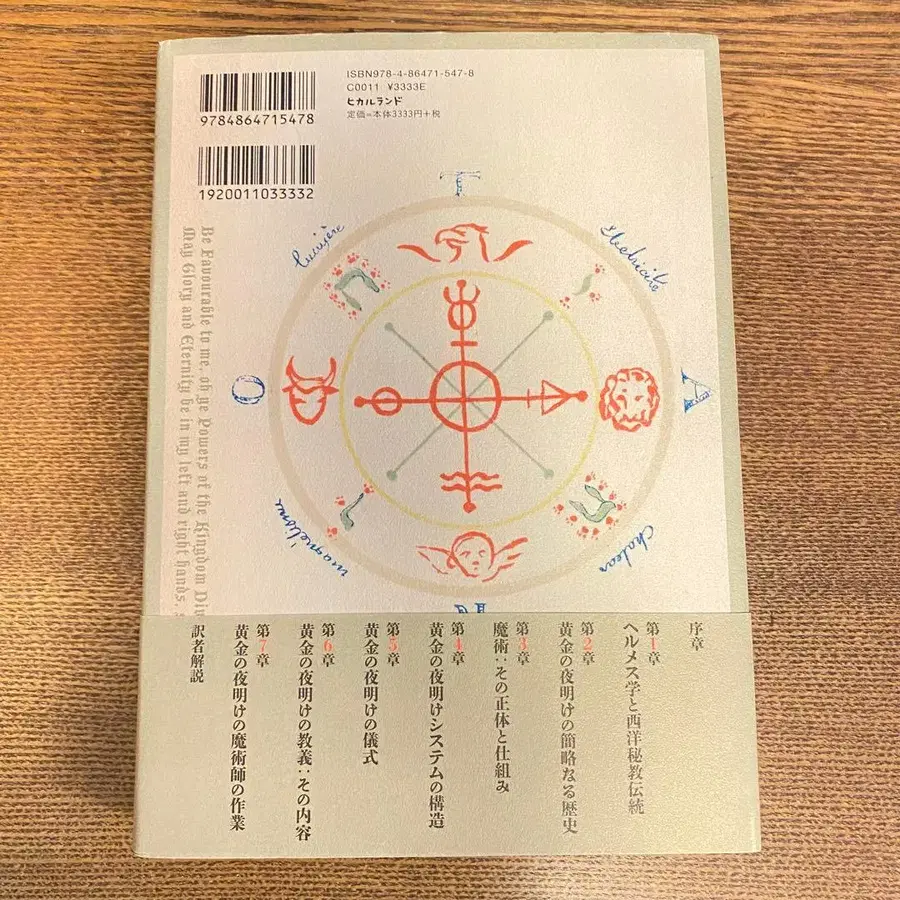 ISBN978-4-86471-547-8
C0011 ¥3333E
ヒカルランド
定価=本体3333円+税
9784864715478
1920011033332
T
Lumière
Electricité
O
A
magnétisme
Chaleur
ה
י
ו
ה
Be Favourable to me, oh ye Powers of the Kingdom Div
May Glory and Eternity be in my left and right hands,
序章
第1章
ヘルメス学と西洋秘教伝統
第2章
黄金の夜明けの簡略なる歴史
第3章
魔術:その正体と仕組み
第4章
黄金の夜明けシステムの構造
第5章
黄金の夜明けの儀式
第6章
黄金の夜明けの教義:その内容
第7章
黄金の夜明けの魔術師の作業
訳者解説